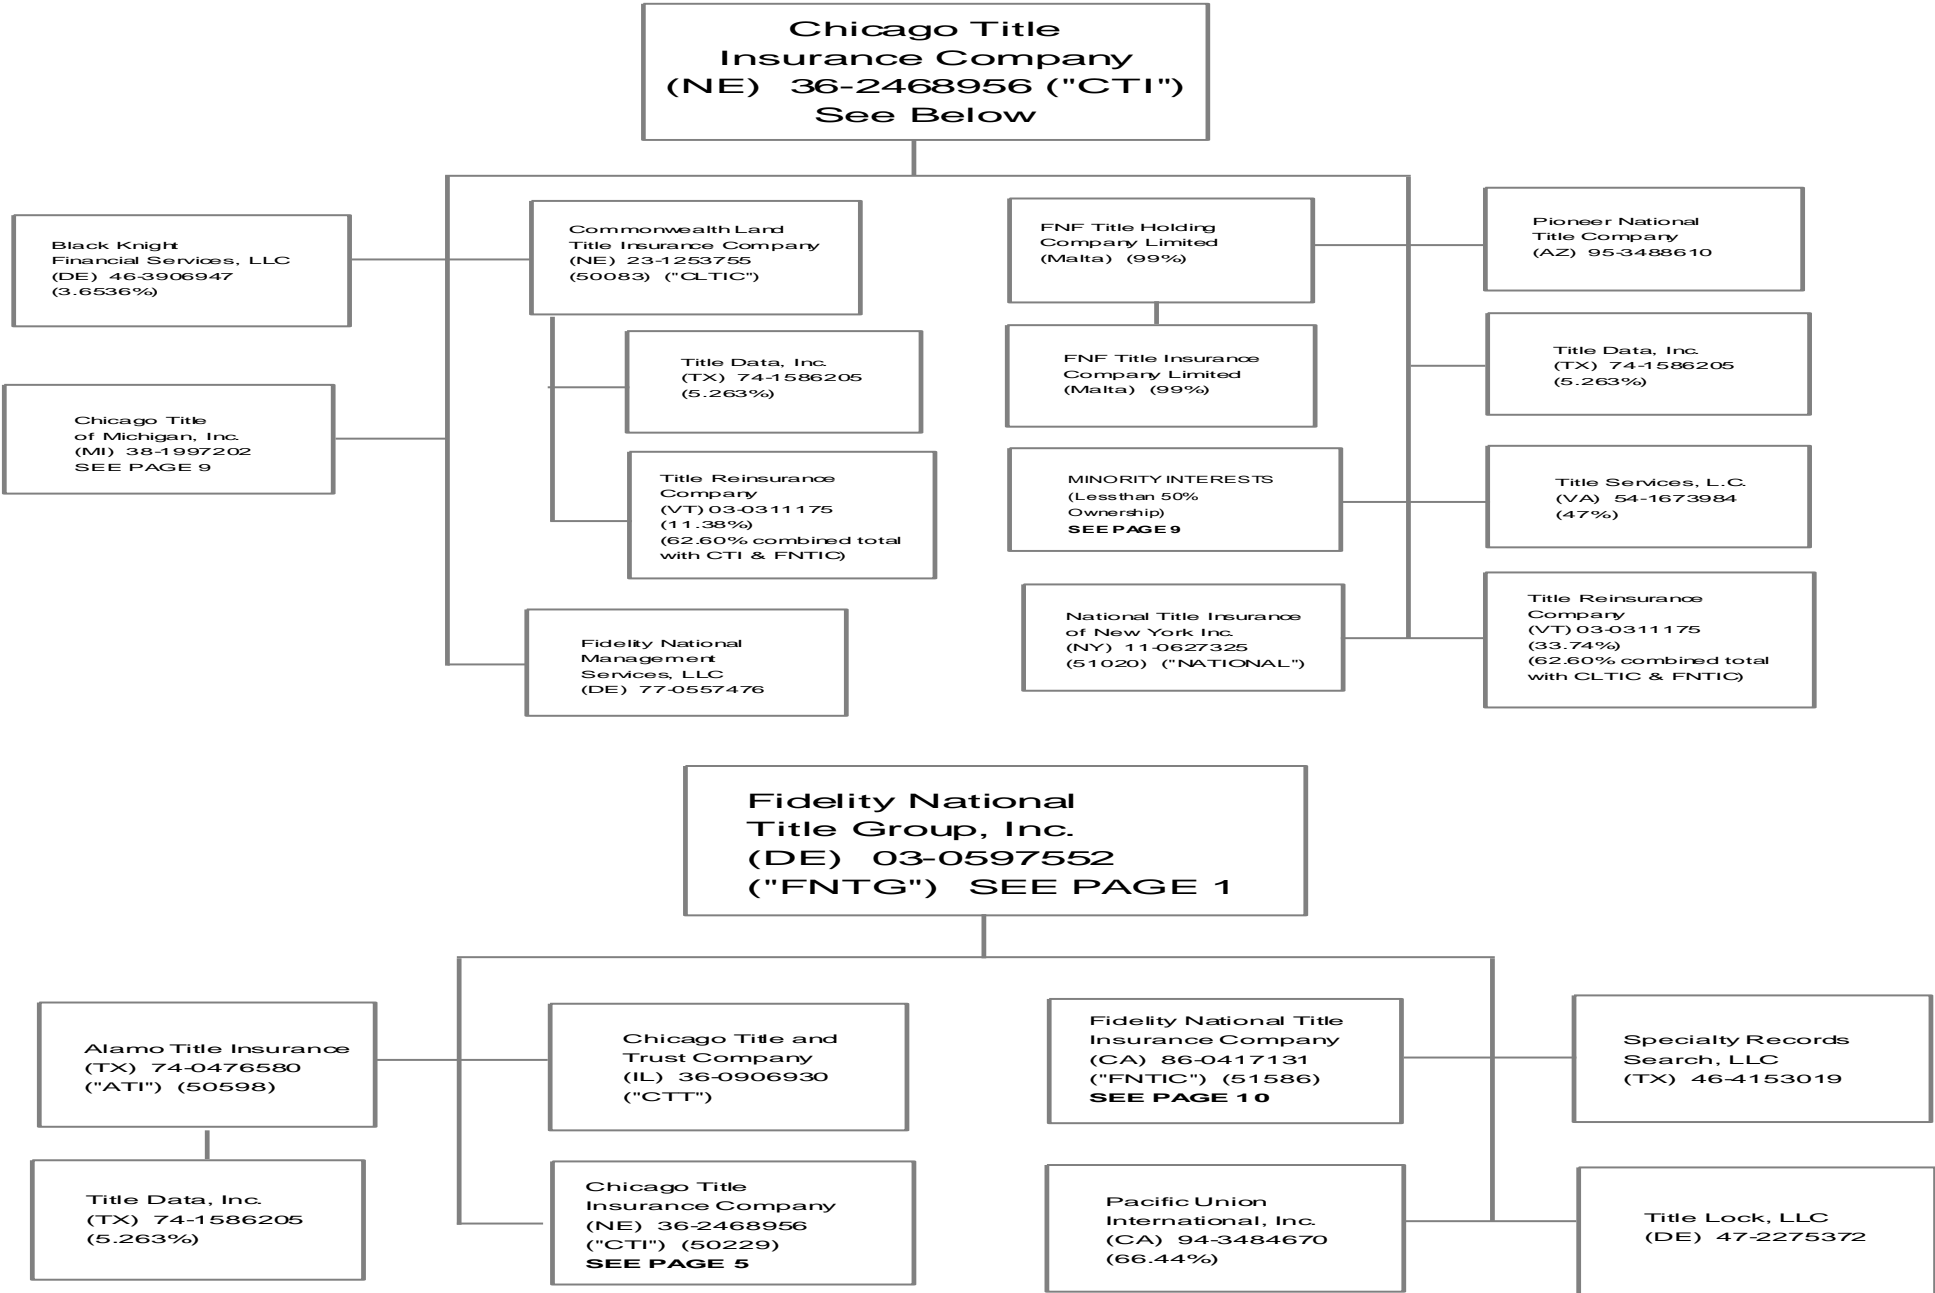 Chicago Title
Insurance Company
(NE) 36-2468956 ("CTI")
See Below
Black Knight
Financial Services, LLC
(DE) 46-3906947
(3.6536%)
Commonwealth Land
Title Insurance Company
(NE) 23-1253755
(50083) ("CLTIC")
FNF Title Holding
Company Limited
(Malta) (99%)
Pioneer National
Title Company
(AZ) 95-3488610
Title Data, Inc.
(TX) 74-1586205
(5.263%)
FNF Title Insurance
Company Limited
(Malta) (99%)
Title Data, Inc.
(TX) 74-1586205
(5.263%)
Chicago Title
of Michigan, Inc.
(MI) 38-1997202
SEE PAGE 9
Title Reinsurance
Company
(VT) 03-0311175
(11.38%)
(62.60% combined total
with CTI & FNTIC)
MINORITY INTERESTS
(Less than 50%
Ownership)
SEE PAGE 9
Title Services, L.C.
(VA) 54-1673984
(47%)
Fidelity National
Management
Services, LLC
(DE) 77-0557476
National Title Insurance
of New York Inc.
(NY) 11-0627325
(51020) ("NATIONAL")
Title Reinsurance
Company
(VT) 03-0311175
(33.74%)
(62.60% combined total
with CLTIC & FNTIC)
Fidelity National
Title Group, Inc.
(DE) 03-0597552
("FNTG") SEE PAGE 1
Alamo Title Insurance
(TX) 74-0476580
("ATI") (50598)
Chicago Title and
Trust Company
(IL) 36-0906930
("CTT")
Fidelity National Title
Insurance Company
(CA) 86-0417131
("FNTIC") (51586)
SEE PAGE 10
Specialty Records
Search, LLC
(TX) 46-4153019
Title Data, Inc.
(TX) 74-1586205
(5.263%)
Chicago Title
Insurance Company
(NE) 36-2468956
("CTI") (50229)
SEE PAGE 5
Pacific Union
International, Inc.
(CA) 94-3484670
(66.44%)
Title Lock, LLC
(DE) 47-2275372